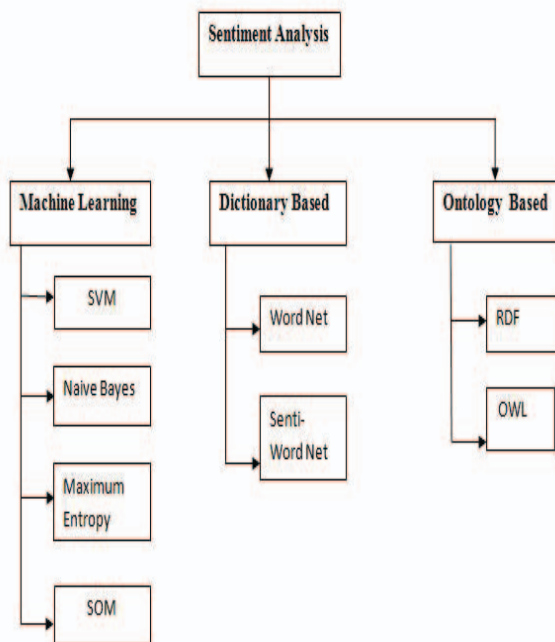 Sentiment Analysis
Machine Learning
SVM
Naive Bayes
Maximum
Entropy
SOM
Dictionary Based
Word Net
Senti-
Word Net
Ontology Based
RDF
OWL